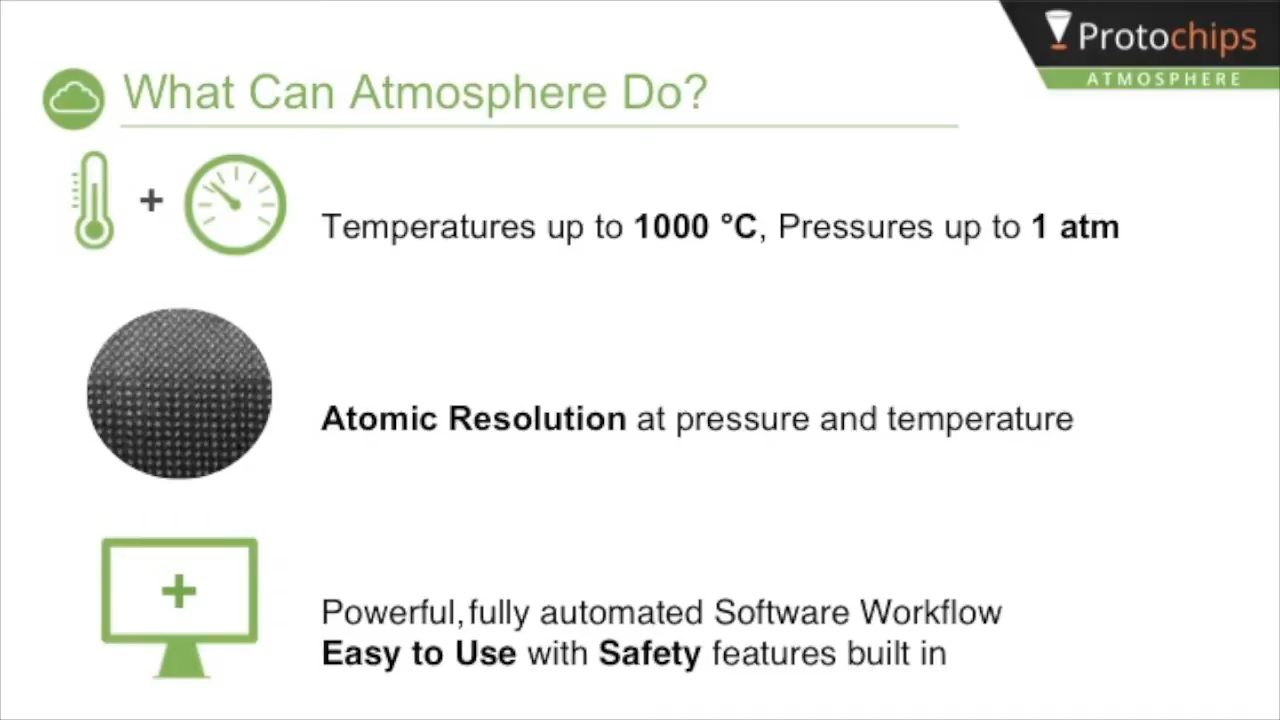 Protochips
ATMOSPHERE
What Can Atmosphere Do?
+
Temperatures up to 1000 °C, Pressures up to 1 atm
Atomic Resolution at pressure and temperature
+
Powerful, fully automated Software Workflow
Easy to Use with Safety features built in